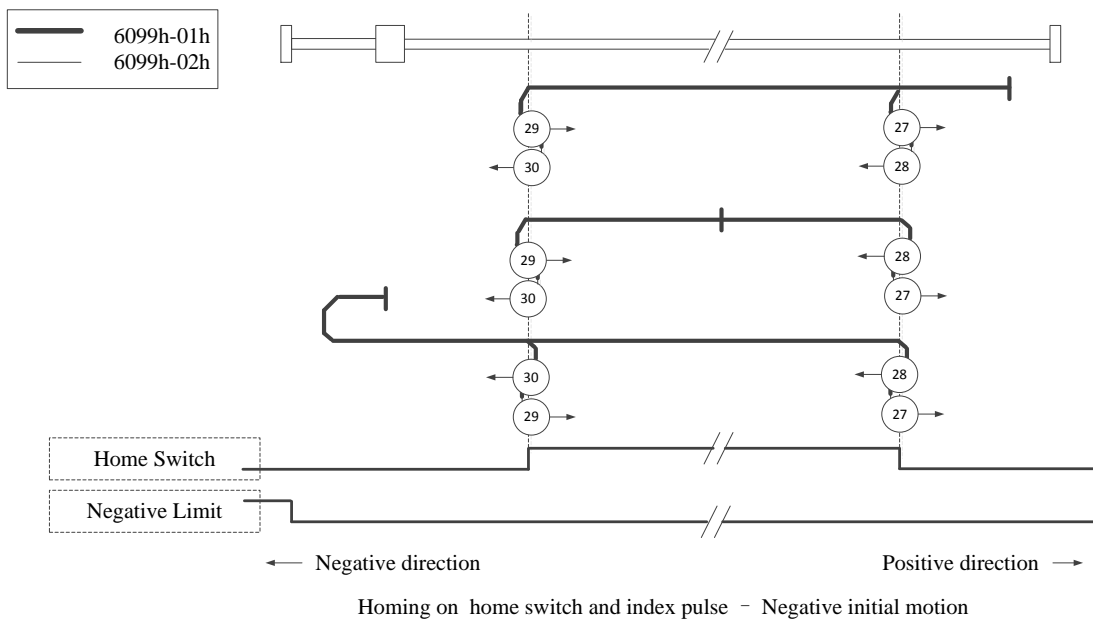 6099h-01h
6099h-02h
29
27
30
28
29
28
30
27
30
28
29
27
Home Switch
Negative Limit
Negative direction
Positive direction
Homing on home switch and index pulse - Negative initial motion